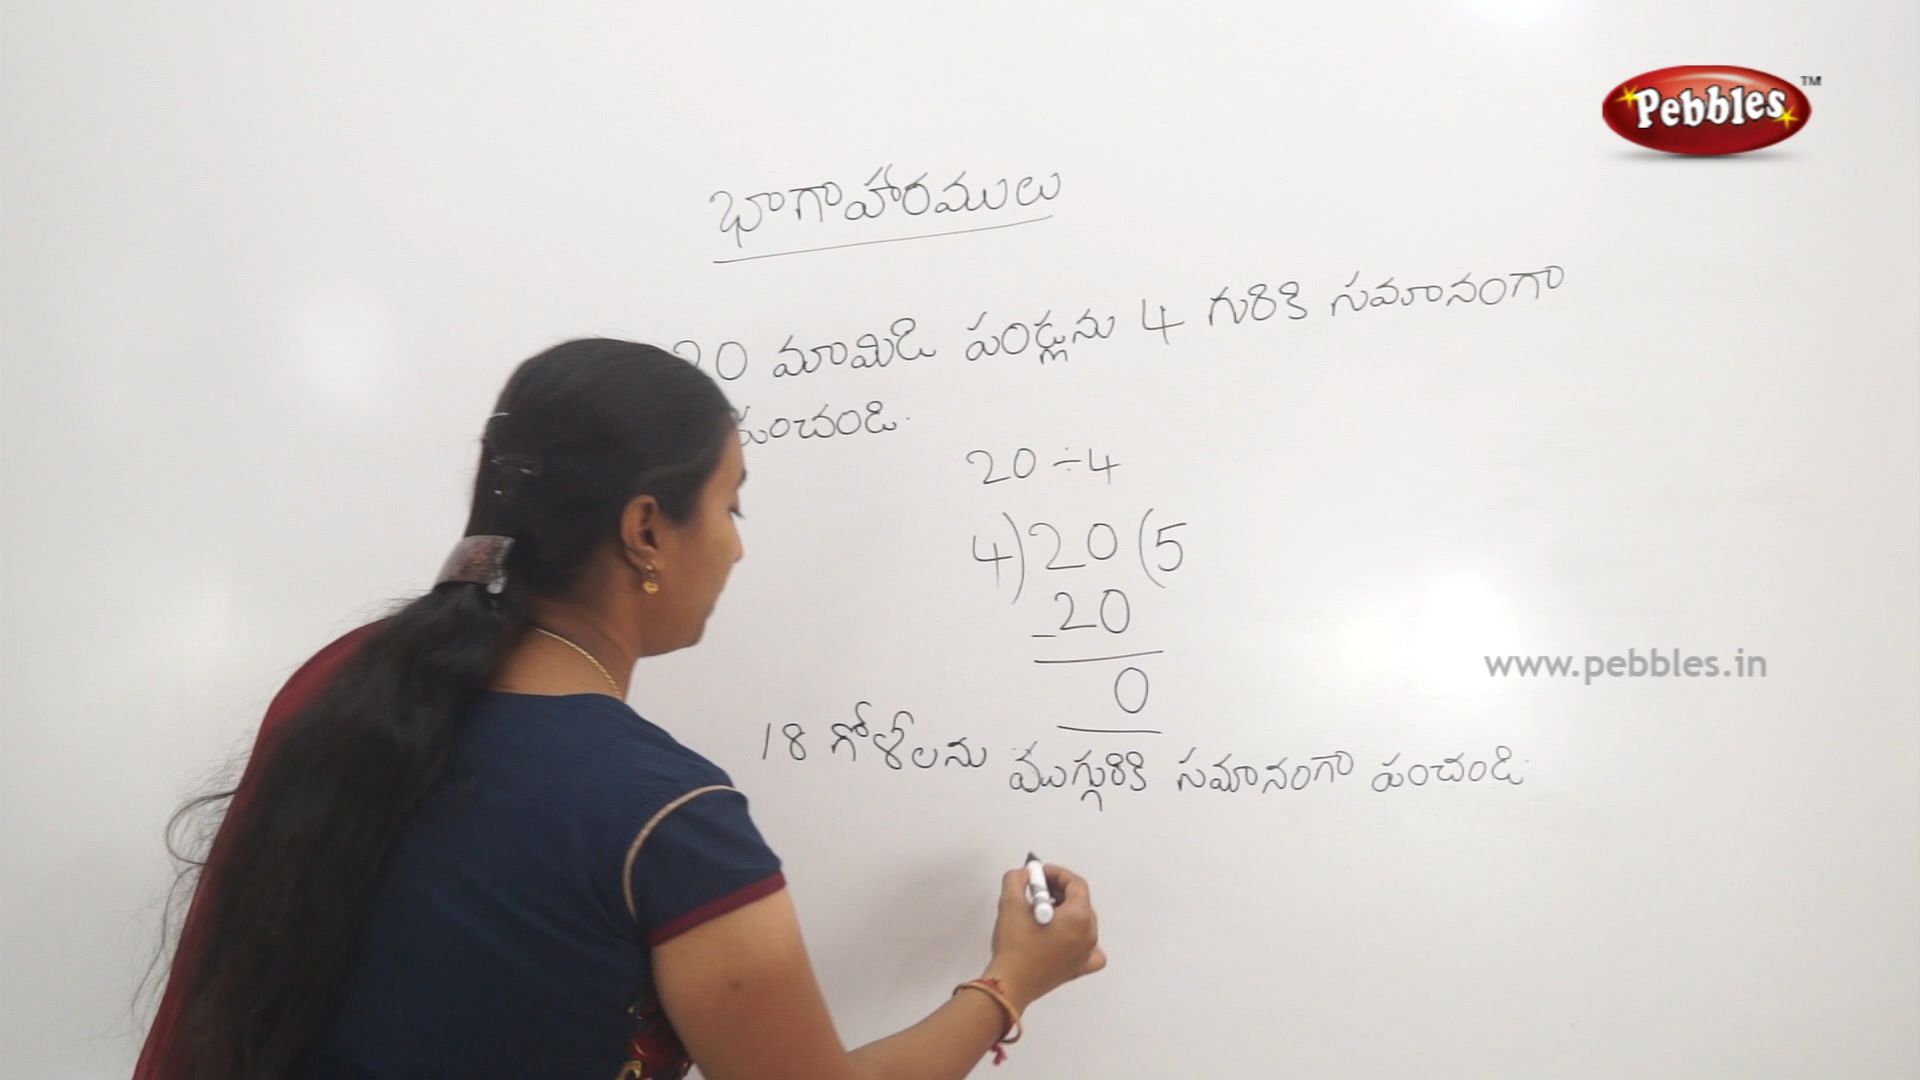 Pebbles TM
భాగాహారములు
20 మామిడి పండ్లను 4 గురికి సమానంగా
పంచండి.
20 ÷ 4
4) 20 (5
- 20
0
www.pebbles.in
18 గోళీలను ముగ్గురికి సమానంగా పంచండి.